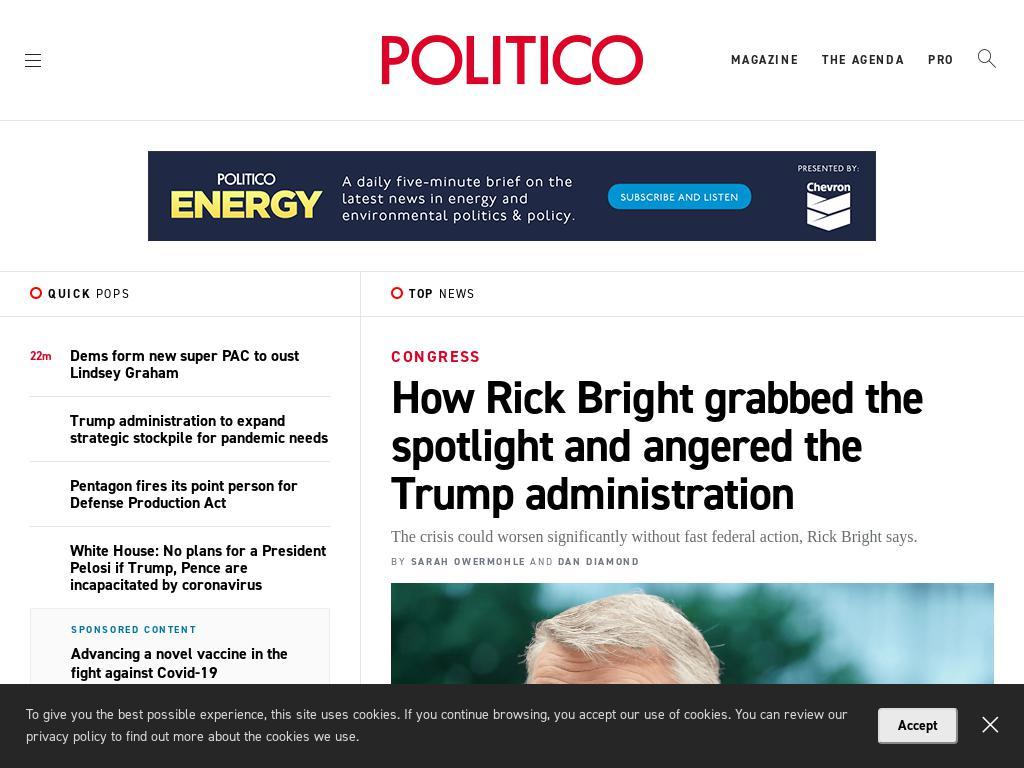 POLITICO
MAGAZINE
THE AGENDA
PRO
POLITICO
ENERGY
A daily five-minute brief on the
latest news in energy and
environmental politics & policy.
SUBSCRIBE AND LISTEN
PRESENTED BY:
Chevron
QUICK POPS
22m
Dems form new super PAC to oust
Lindsey Graham
Trump administration to expand
strategic stockpile for pandemic needs
Pentagon fires its point person for
Defense Production Act
White House: No plans for a President
Pelosi if Trump, Pence are
incapacitated by coronavirus
SPONSORED CONTENT
Advancing a novel vaccine in the
fight against Covid-19
TOP NEWS
CONGRESS
How Rick Bright grabbed the
spotlight and angered the
Trump administration
The crisis could worsen significantly without fast federal action, Rick Bright says.
BY SARAH OWERMOHLE AND DAN DIAMOND
To give you the best possible experience, this site uses cookies. If you continue browsing, you accept our use of cookies. You can review our
privacy policy to find out more about the cookies we use.
Accept